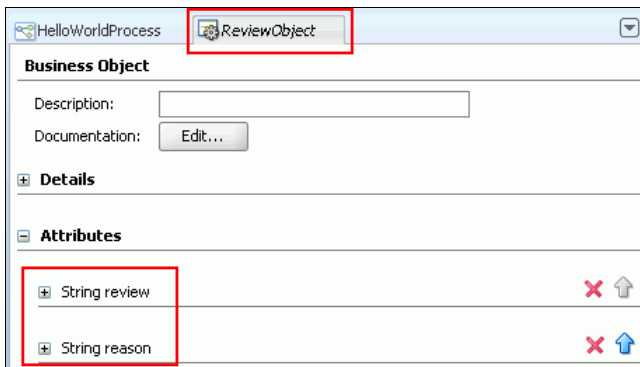 HelloWorldProcess ReviewObject
Business Object
Description:
Documentation: Edit...
Details
Attributes
String review
String reason